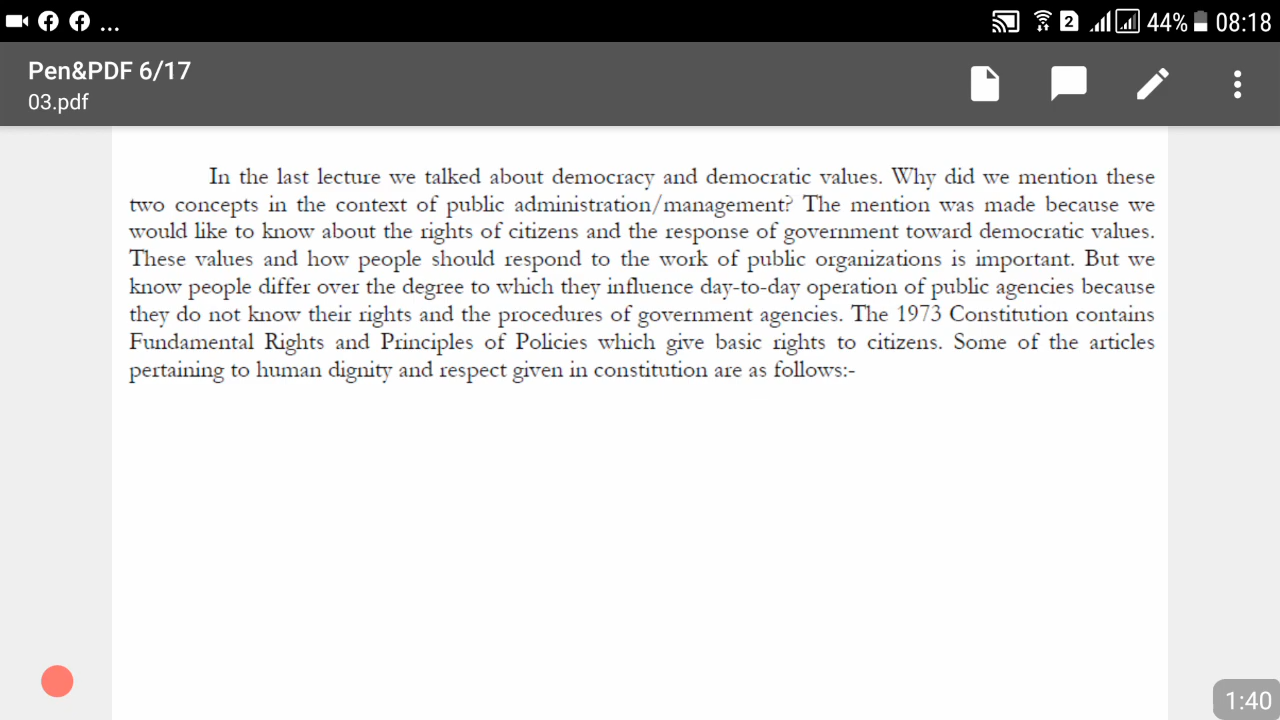 ... 2 44% 08:18
Pen&PDF 6/17
03.pdf
In the last lecture we talked about democracy and democratic values. Why did we mention these
two concepts in the context of public administration/management? The mention was made because we
would like to know about the rights of citizens and the response of government toward democratic values.
These values and how people should respond to the work of public organizations is important. But we
know people differ over the degree to which they influence day-to-day operation of public agencies because
they do not know their rights and the procedures of government agencies. The 1973 Constitution contains
Fundamental Rights and Principles of Policies which give basic rights to citizens. Some of the articles
pertaining to human dignity and respect given in constitution are as follows:-
1:40